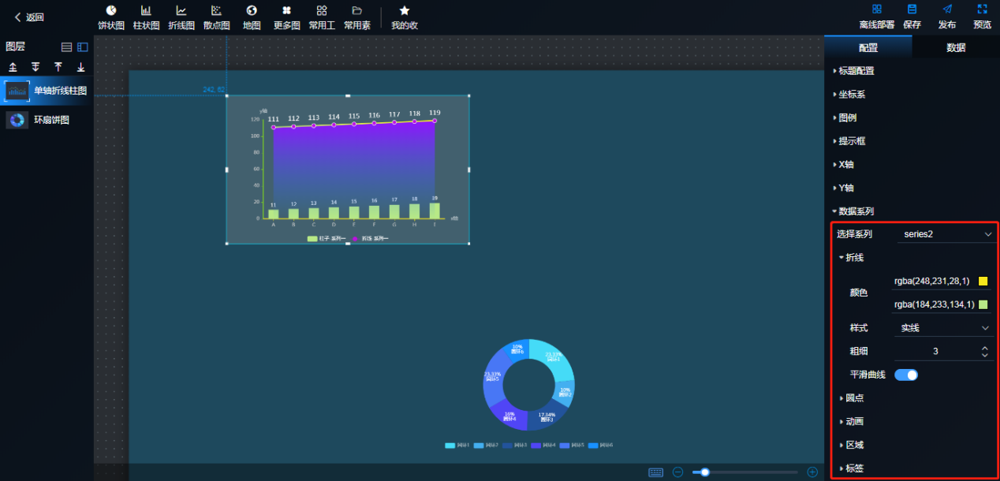 返回
饼状图 柱状图 折线图 散点图 地图 更多图 常用工 常用素 我的收
离线部署 保存 发布 预览
图层
单轴折线柱图
环扇饼图
242, 82
y轴
120
100
80
60
40
20
0
111 112 113 114 115 116 117 118 119
11 12 13 14 15 16 17 18 19
A B C D E F G H I
x轴
柱子 系列一 折线 系列一
10%
圆环6
23.33%
圆环1
10%
圆环2
17.34%
圆环3
16%
圆环4
23.33%
圆环5
圆环1 圆环2 圆环3 圆环4 圆环5 圆环6
配置 数据
标题配置
坐标系
图例
提示框
X轴
Y轴
数据系列
选择系列 series2
折线
颜色 rgba(248,231,28,1)
rgba(184,233,134,1)
样式 实线
粗细 3
平滑曲线
圆点
动画
区域
标签